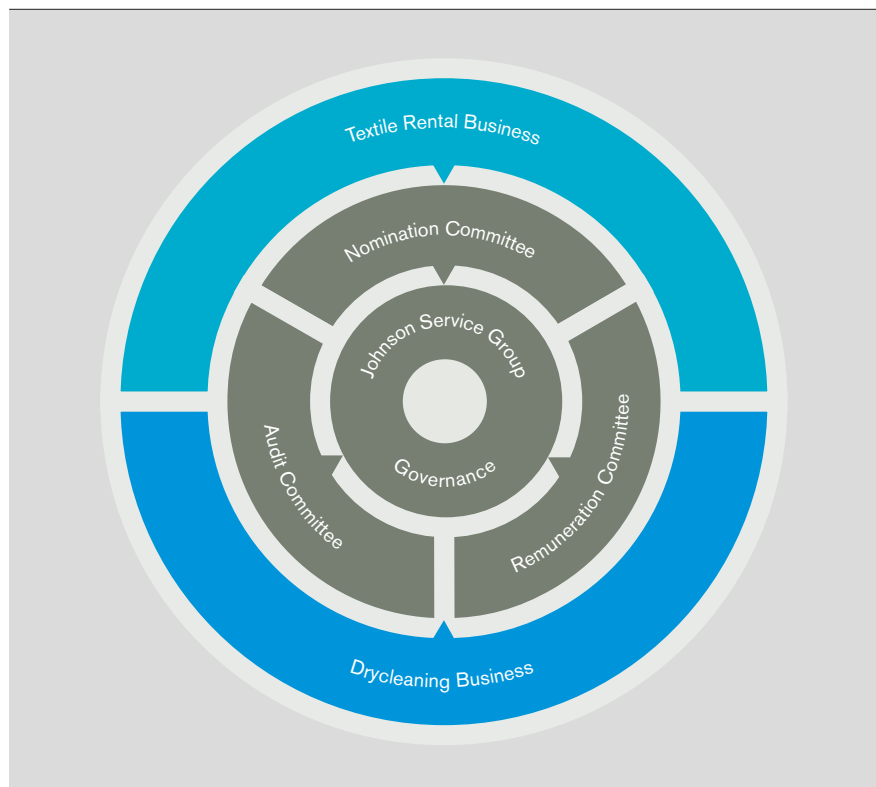 Textile Rental Business
Nomination Committee
Johnson Service Group
Governance
Audit Committee
Remuneration Committee
Drycleaning Business